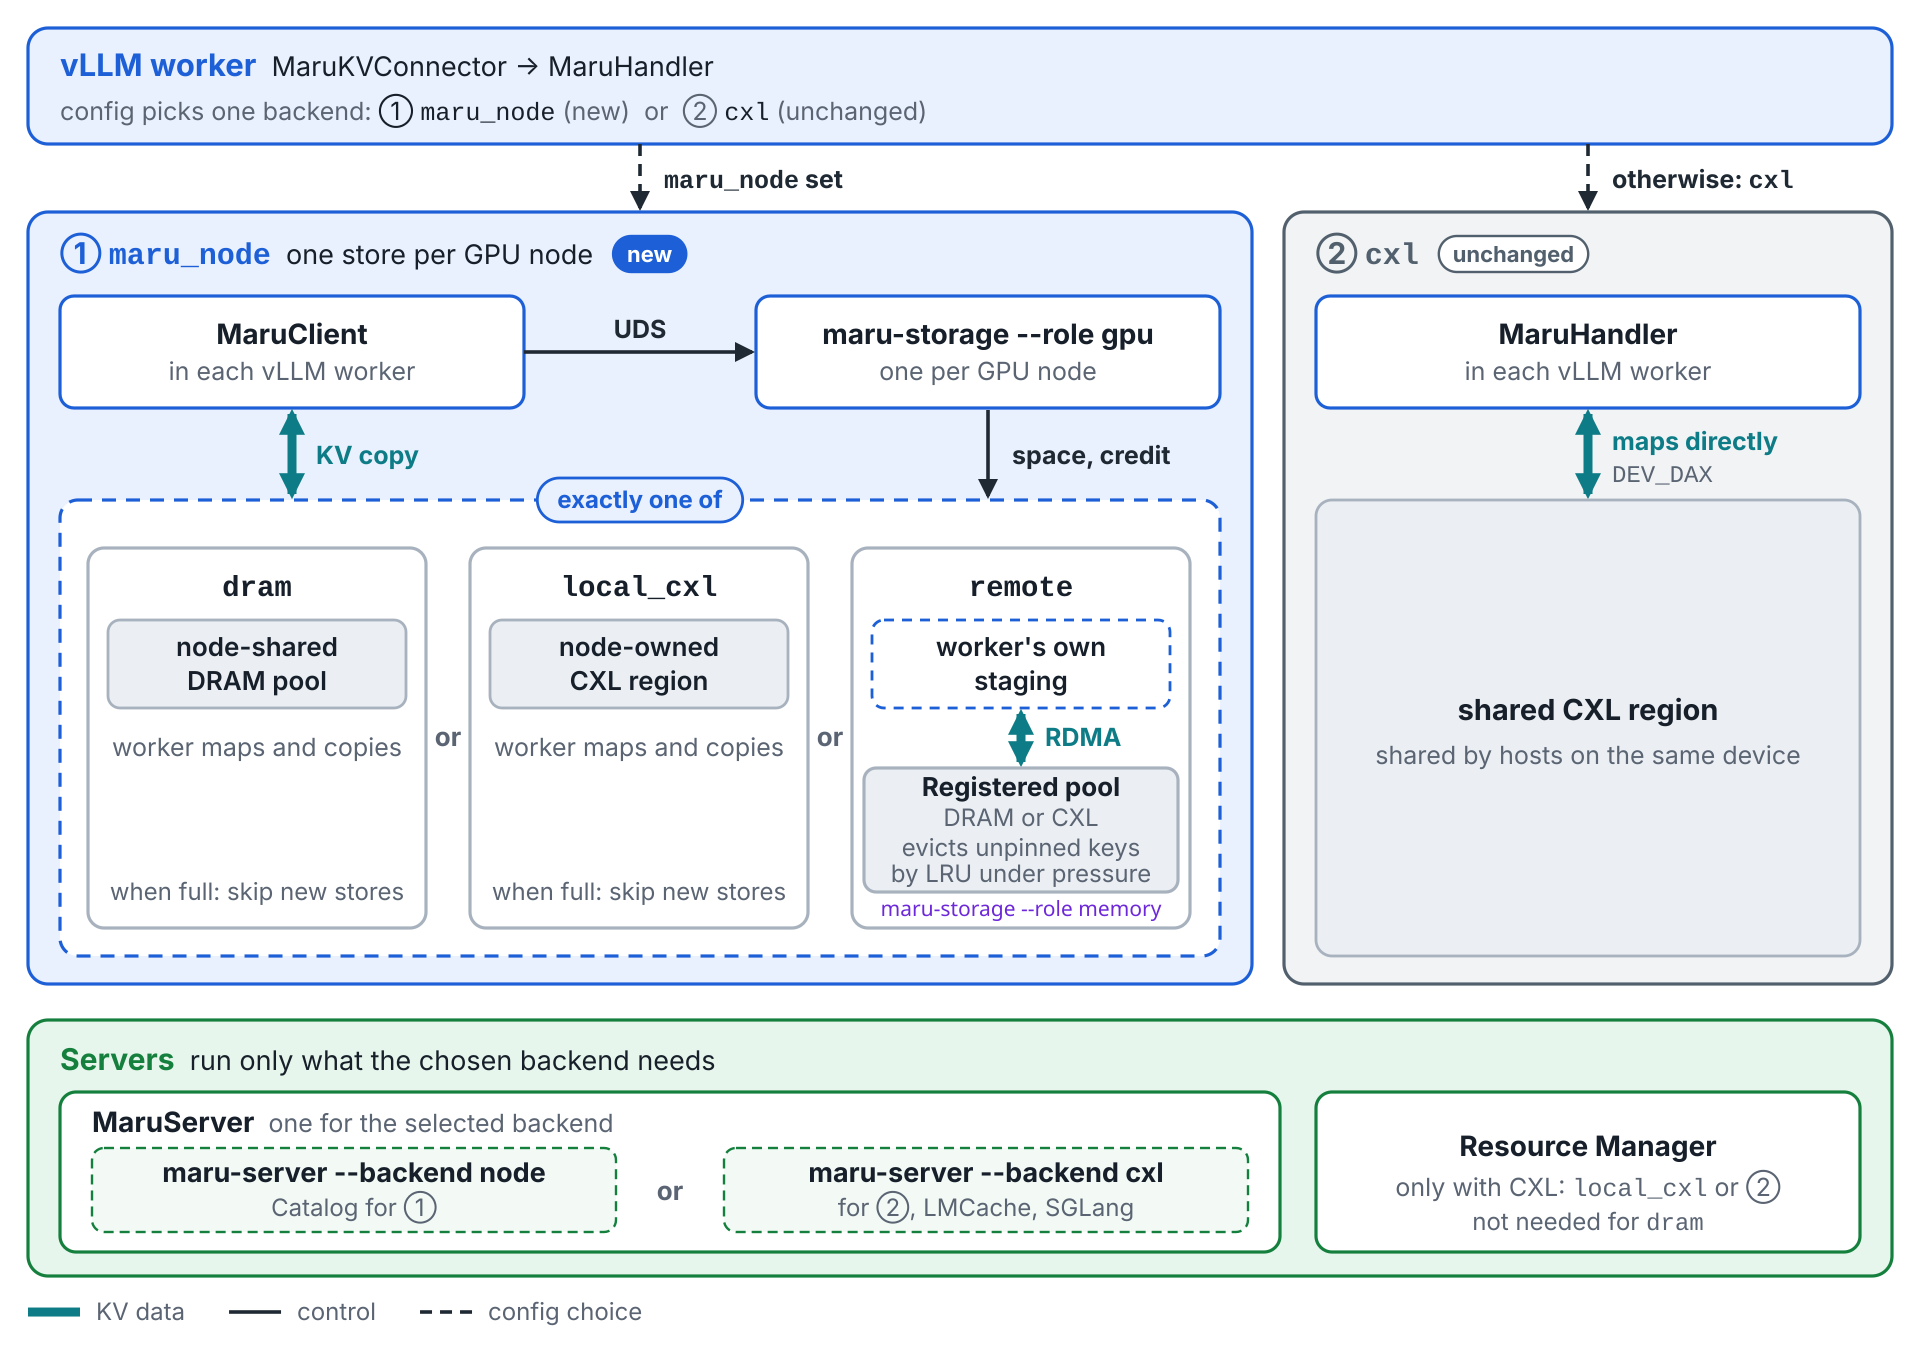 vLLM worker MaruKVConnector → MaruHandler
config picks one backend: ① maru_node (new) or ② cxl (unchanged)
maru_node set
otherwise: cxl
① maru_node one store per GPU node new
MaruClient
in each vLLM worker
UDS
maru-storage --role gpu
one per GPU node
KV copy
space, credit
exactly one of
dram
node-shared
DRAM pool
worker maps and copies
when full: skip new stores
or
local_cxl
node-owned
CXL region
worker maps and copies
when full: skip new stores
or
remote
worker's own
staging
RDMA
Registered pool
DRAM or CXL
evicts unpinned keys
by LRU under pressure
maru-storage --role memory
② cxl unchanged
MaruHandler
in each vLLM worker
maps directly
DEV_DAX
shared CXL region
shared by hosts on the same device
Servers run only what the chosen backend needs
MaruServer one for the selected backend
maru-server --backend node
Catalog for ①
or
maru-server --backend cxl
for ②, LMCache, SGLang
Resource Manager
only with CXL: local_cxl or ②
not needed for dram
KV data
control
config choice